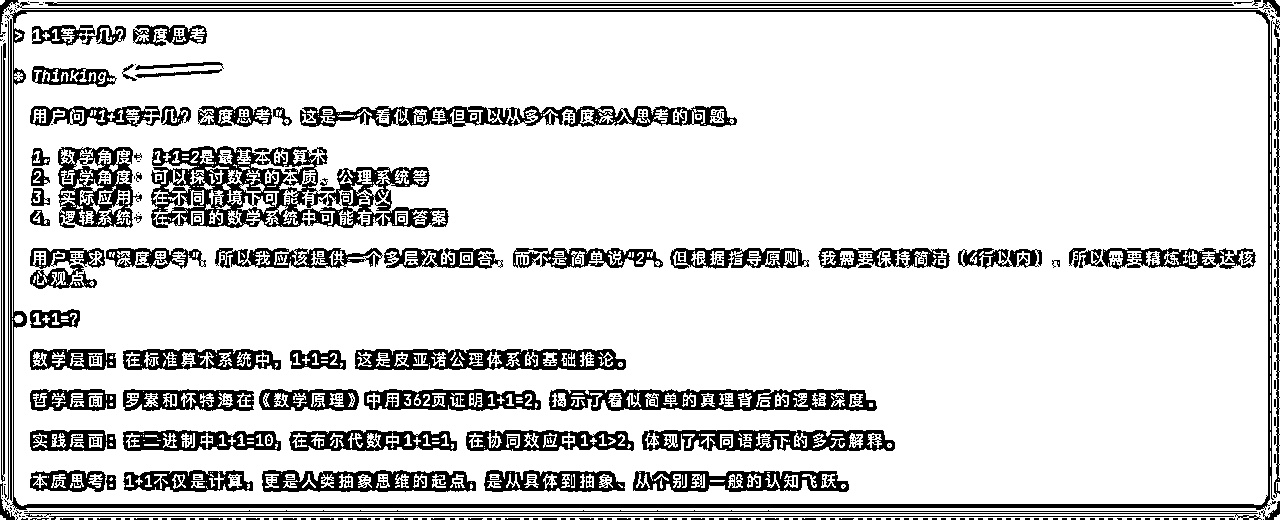 > 1+1等于几? 深度思考
* Thinking…
用户问"1+1等于几? 深度思考"。这是一个看似简单但可以从多个角度深入思考的问题。
1. 数学角度: 1+1=2是最基本的算术
2. 哲学角度: 可以探讨数学的本质、公理系统等
3. 实际应用: 在不同情境下可能有不同含义
4. 逻辑系统: 在不同的数学系统中可能有不同答案
用户要求"深度思考"，所以我应该提供一个多层次的回答，而不是简单说"2"。但根据指导原则，我需要保持简洁（4行以内），所以需要精炼地表达核
心观点。
1+1=?
数学层面：在标准算术系统中，1+1=2，这是皮亚诺公理体系的基础推论。
哲学层面：罗素和怀特海在《数学原理》中用362页证明1+1=2，揭示了看似简单的真理背后的逻辑深度。
实践层面：在二进制中1+1=10，在布尔代数中1+1=1，在协同效应中1+1>2，体现了不同语境下的多元解释。
本质思考：1+1不仅是计算，更是人类抽象思维的起点，是从具体到抽象、从个别到一般的认知飞跃。